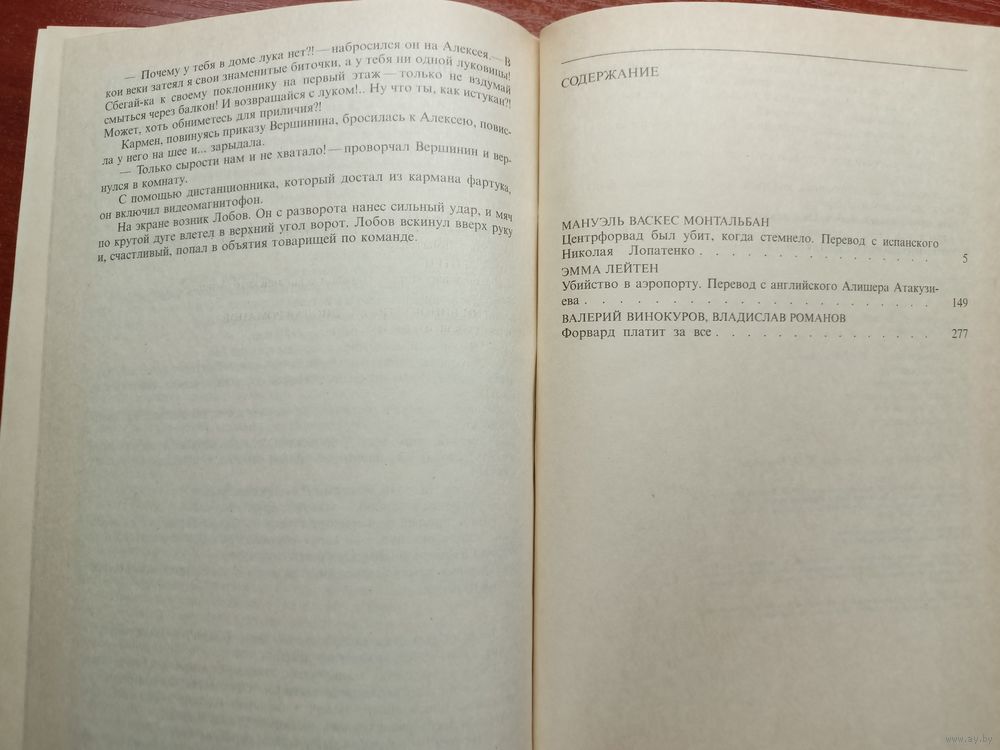 — Почему у тебя в доме лука нет?! — набросился он на Алексея. — В
кои веки затеял я свои знаменитые биточки, а у тебя ни одной луковицы!
Сбегай-ка к своему поклоннику на первый этаж — только не вздумай
смыться через балкон! И возвращайся с луком!.. Ну что ты, как истукан?!
Может, хоть обниметесь для приличия?!
Кармен, повинуясь приказу Вершинина, бросилась к Алексею, повис-
ла у него на шее и... зарыдала.
— Только сырости нам и не хватало! — проворчал Вершинин и вер-
нулся в комнату.
С помощью дистанционника, который достал из кармана фартука,
он включил видеомагнитофон.
На экране возник Лобов. Он с разворота нанес сильный удар, и мяч
по крутой дуге влетел в верхний угол ворот. Лобов вскинул вверх руку
и, счастливый, попал в объятия товарищей по команде.
СОДЕРЖАНИЕ
МАНУЭЛЬ ВАСКЕС МОНТАЛЬБАН
Центрфорвад был убит, когда стемнело. Перевод с испанского
Николая Лопатенко . . . . . . . . . . . . . 5
ЭММА ЛЕЙТЕН
Убийство в аэропорту. Перевод с английского Алишера Атакузи-
ева . . . . . . . . . . . . . . . . . . . 149
ВАЛЕРИЙ ВИНОКУРОВ, ВЛАДИСЛАВ РОМАНОВ
Форвард платит за все . . . . . . . . . . . . 277
www.ay.by